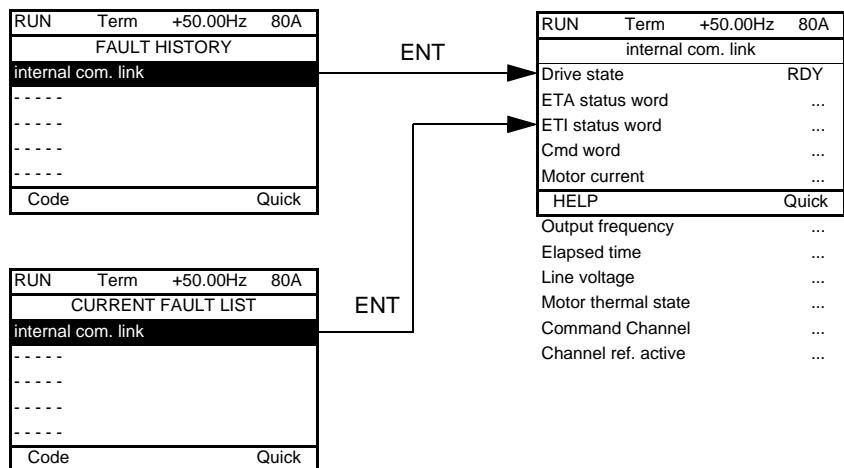 RUN Term +50.00Hz 80A
FAULT HISTORY
internal com. link
- - - - -
- - - - -
- - - - -
- - - - -
Code Quick
ENT
RUN Term +50.00Hz 80A
CURRENT FAULT LIST
internal com. link
- - - - -
- - - - -
- - - - -
- - - - -
Code Quick
ENT
RUN Term +50.00Hz 80A
internal com. link
Drive state RDY
ETA status word ...
ETI status word ...
Cmd word ...
Motor current ...
HELP Quick
Output frequency ...
Elapsed time ...
Line voltage ...
Motor thermal state ...
Command Channel ...
Channel ref. active ...